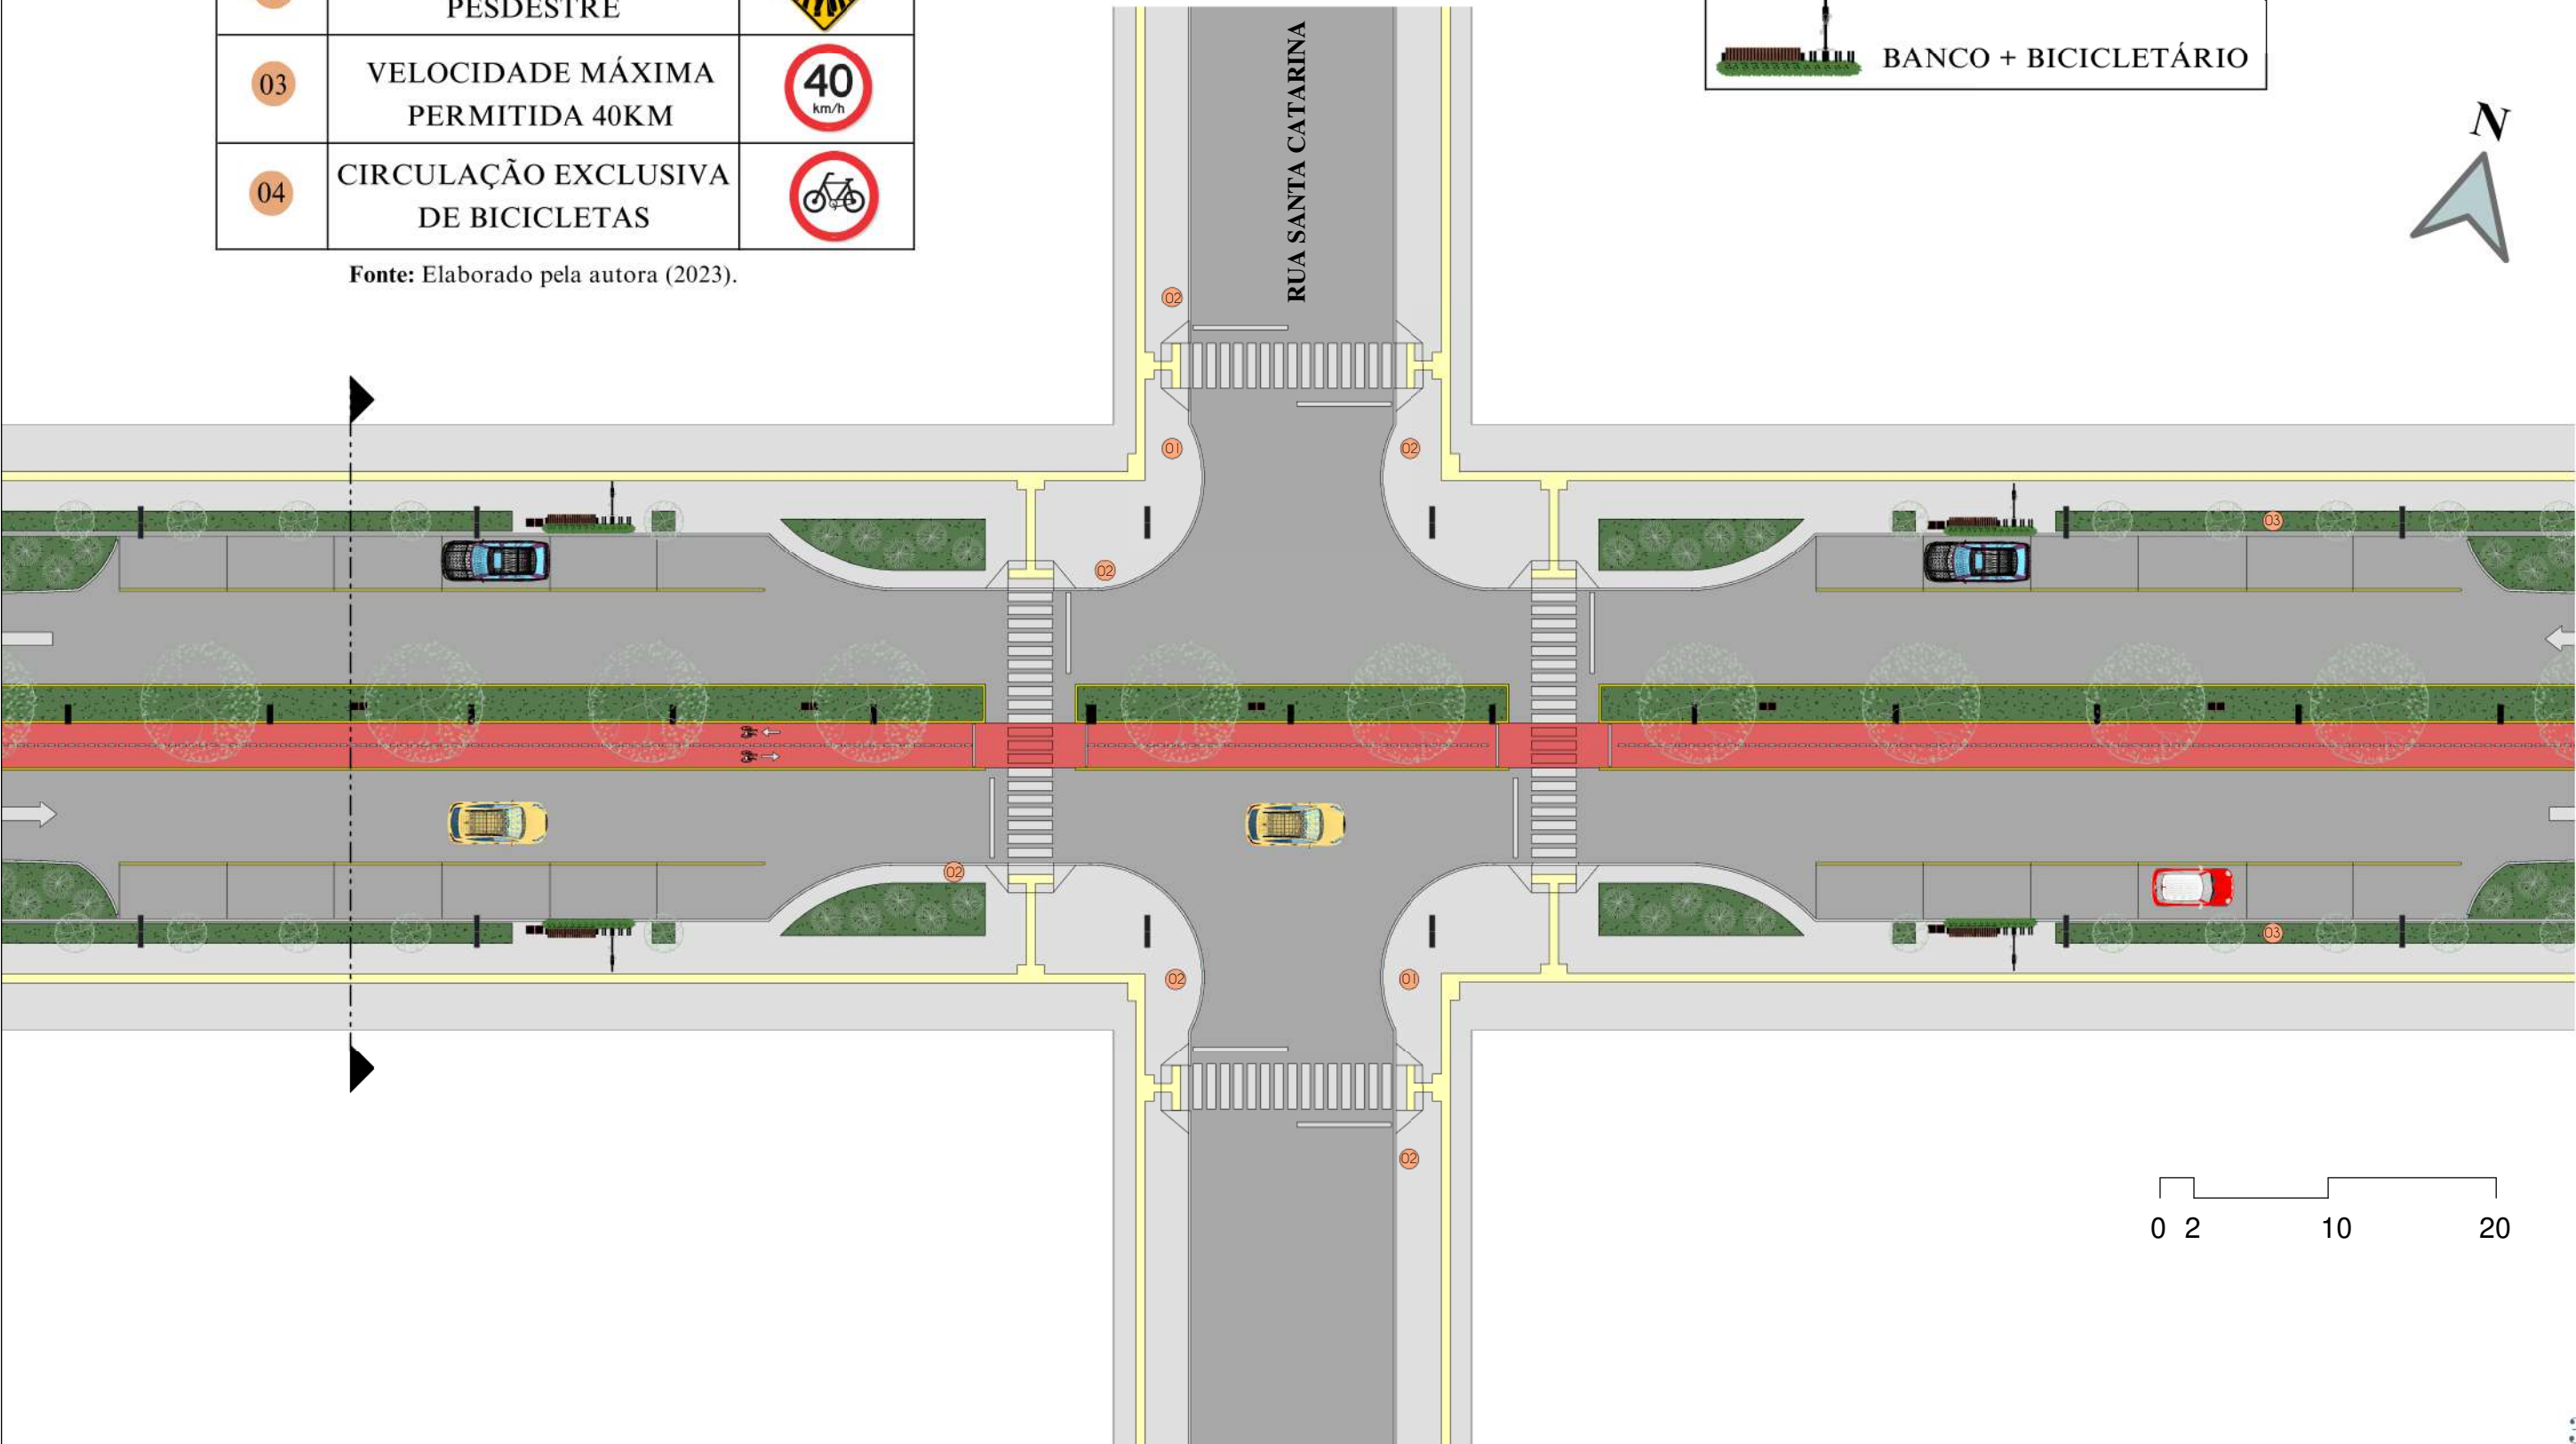 PESDESTRE
03
VELOCIDADE MÁXIMA
PERMITIDA 40KM
40
km/h
04
CIRCULAÇÃO EXCLUSIVA
DE BICICLETAS
Fonte: Elaborado pela autora (2023).
RUA SANTA CATARINA
BANCO + BICICLETÁRIO
N
02
01
02
03
02
02
03
02
01
02
0 2 10 20